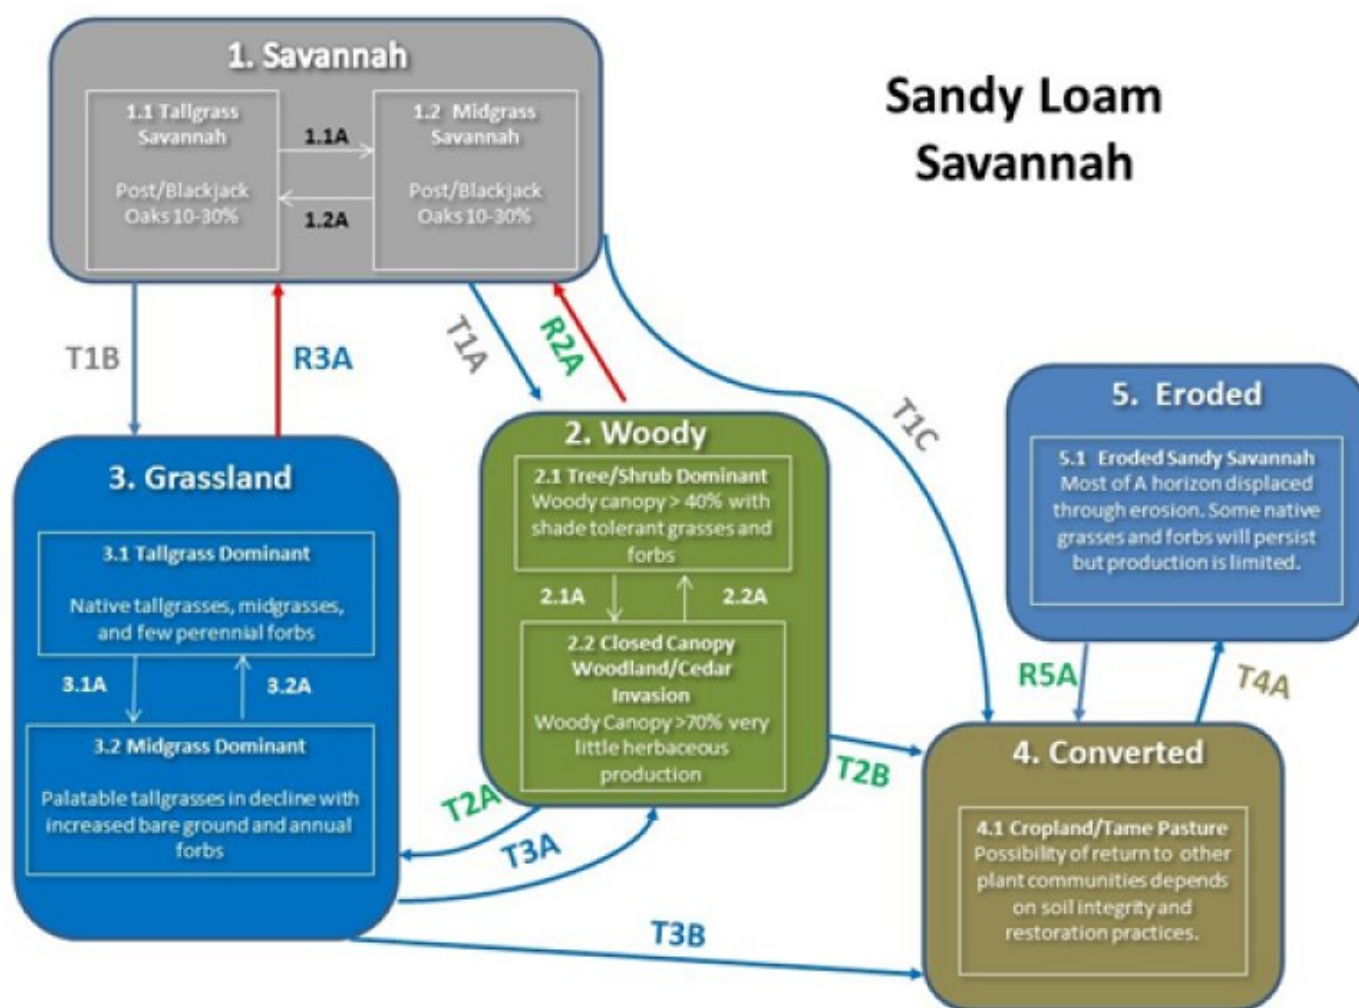 Sandy Loam
Savannah
1. Savannah
1.1 Tallgrass
Savannah
Post/Blackjack
Oaks 10-30%
1.1A
1.2A
1.2 Midgrass
Savannah
Post/Blackjack
Oaks 10-30%
T1B
R3A
T1A
R2A
T1C
3. Grassland
3.1 Tallgrass Dominant
Native tallgrasses, midgrasses,
and few perennial forbs
3.1A
3.2A
3.2 Midgrass Dominant
Palatable tallgrasses in decline with
increased bare ground and annual
forbs
2. Woody
2.1 Tree/Shrub Dominant
Woody canopy > 40% with
shade tolerant grasses and
forbs
2.1A
2.2A
2.2 Closed Canopy
Woodland/Cedar
Invasion
Woody Canopy >70% very
little herbaceous
production
T2A
T3A
T2B
T3B
5. Eroded
5.1 Eroded Sandy Savannah
Most of A horizon displaced
through erosion. Some native
grasses and forbs will persist
but production is limited.
R5A
T4A
4. Converted
4.1 Cropland/Tame Pasture
Possibility of return to other
plant communities depends
on soil integrity and
restoration practices.